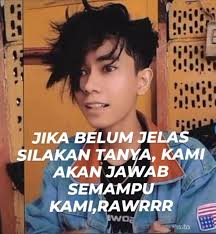 JIKA BELUM JELAS
SILAKAN TANYA, KAMI
AKAN JAWAB
SEMAMPU
KAMI,RAWRRR